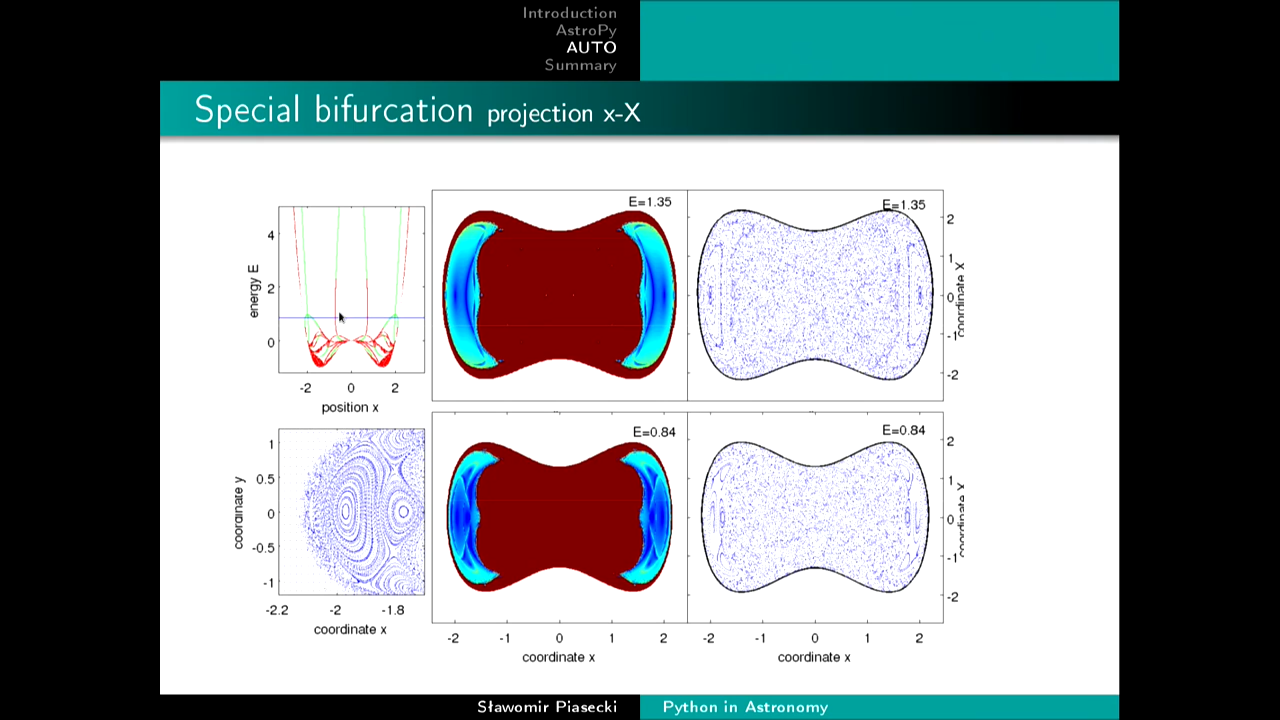 Introduction
AstroPy
AUTO
Summary
Special bifurcation projection x-X
energy E
4
2
0
-2 0 2
position x
E=1.35
E=1.35
2
1
0
-1
-2
coordinate X
coordinate y
1
0.5
0
-0.5
-1
-2.2 -2 -1.8
coordinate x
E=0.84
-2 -1 0 1 2
coordinate x
E=0.84
2
1
0
-1
-2
coordinate X
-2 -1 0 1 2
coordinate x
Sławomir Piasecki
Python in Astronomy